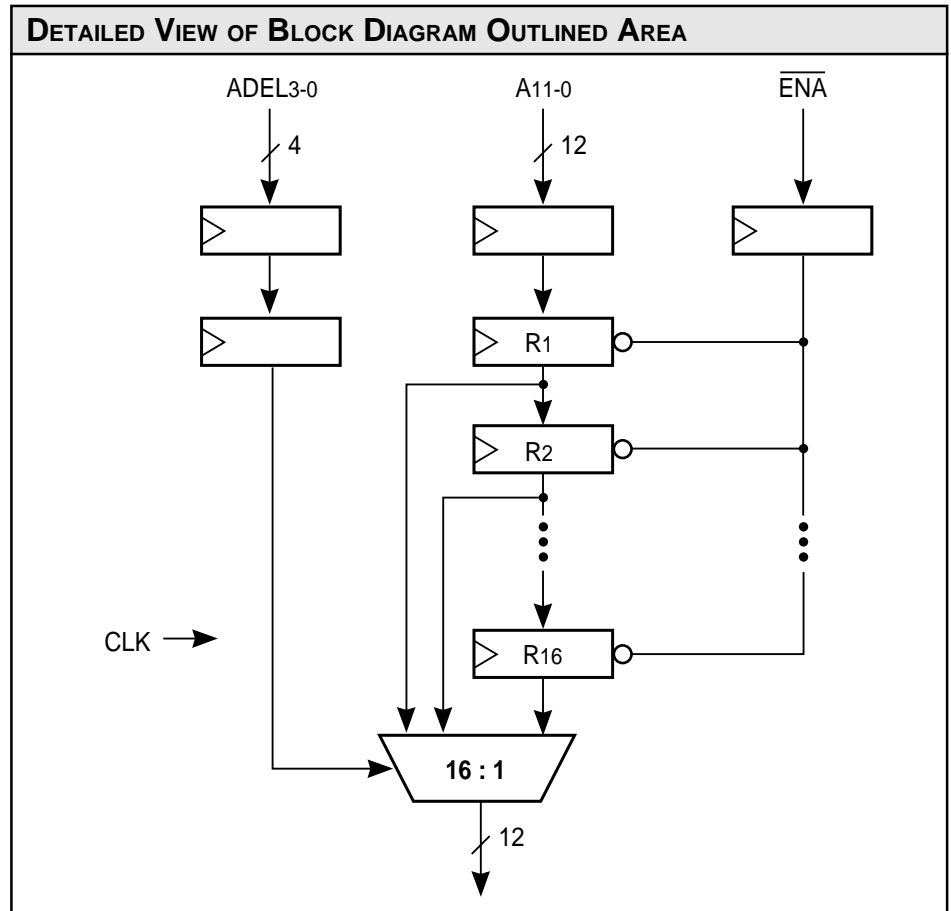 DETAILED VIEW OF BLOCK DIAGRAM OUTLINED AREA
ADEL3-0 A11-0 ENA
4 12
R1
R2
CLK R16
16 : 1
12